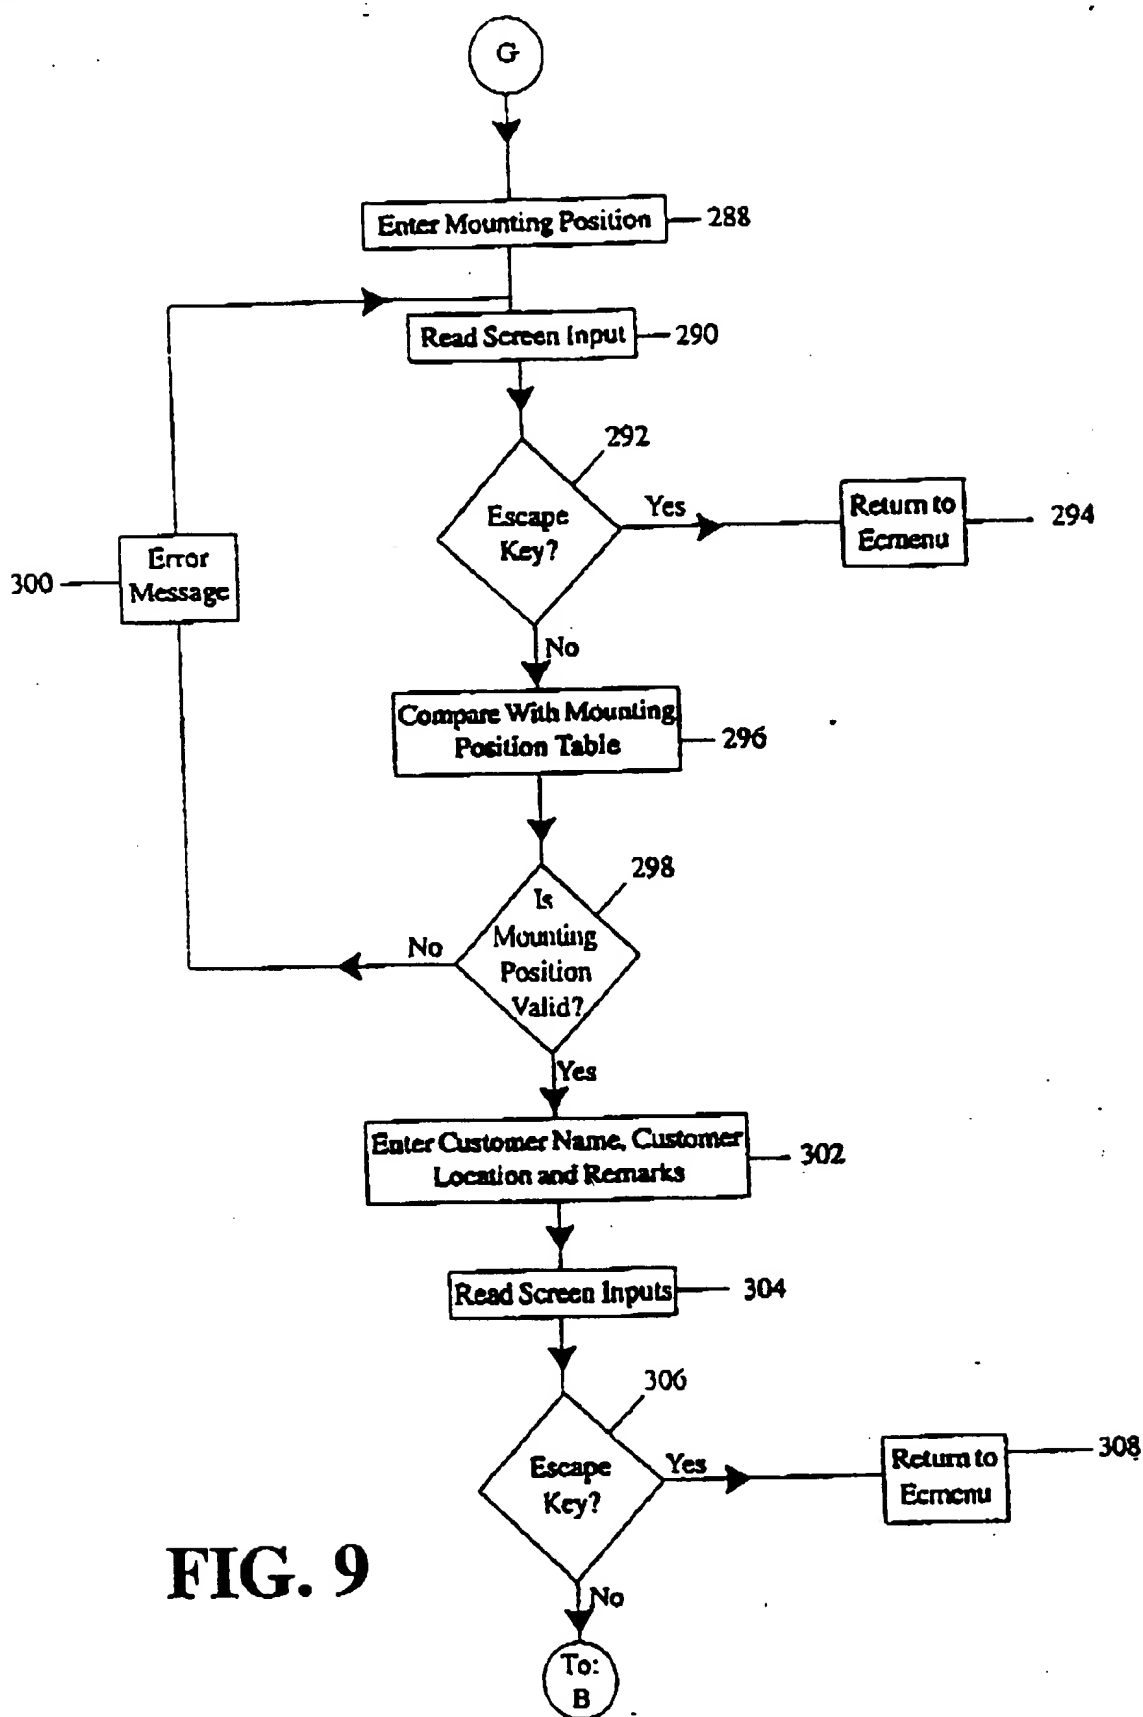 G
Enter Mounting Position
288
Read Screen Input
290
292
Escape
Key?
Yes
Return to
Ecmenu
294
Error
Message
300
No
Compare With Mounting
Position Table
296
298
Is
Mounting
Position
Valid?
No
Yes
Enter Customer Name, Customer
Location and Remarks
302
Read Screen Inputs
304
306
Escape
Key?
Yes
Return to
Ecmenu
308
No
FIG. 9
To:
B